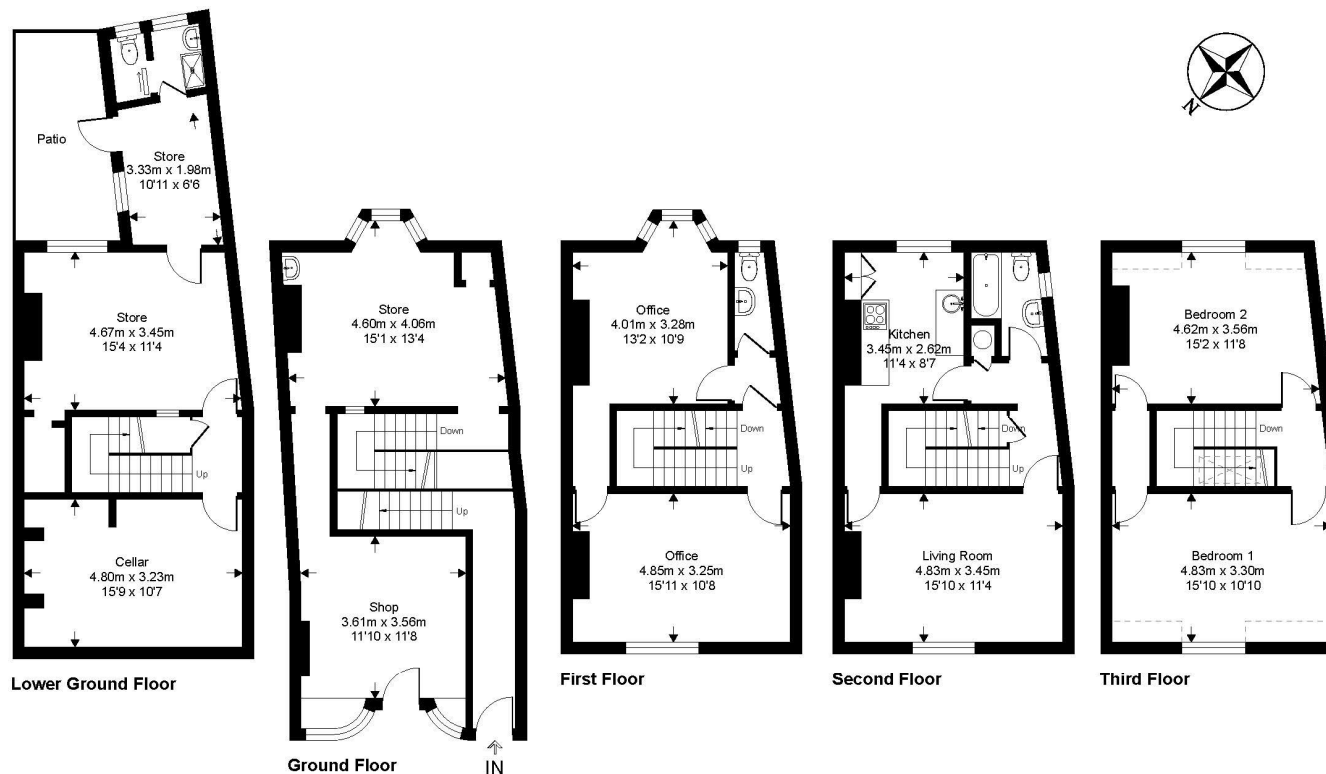 Patio
Store
3.33m x 1.98m
10'11 x 6'6
Store
4.67m x 3.45m
15'4 x 11'4
Up
Cellar
4.80m x 3.23m
15'9 x 10'7
Lower Ground Floor
Store
4.60m x 4.06m
15'1 x 13'4
Down
Up
Shop
3.61m x 3.56m
11'10 x 11'8
Ground Floor
IN
Office
4.01m x 3.28m
13'2 x 10'9
Down
Up
Office
4.85m x 3.25m
15'11 x 10'8
First Floor
Kitchen
3.45m x 2.62m
11'4 x 8'7
Down
Up
Living Room
4.83m x 3.45m
15'10 x 11'4
Second Floor
N
Bedroom 2
4.62m x 3.56m
15'2 x 11'8
Down
Bedroom 1
4.83m x 3.30m
15'10 x 10'10
Third Floor